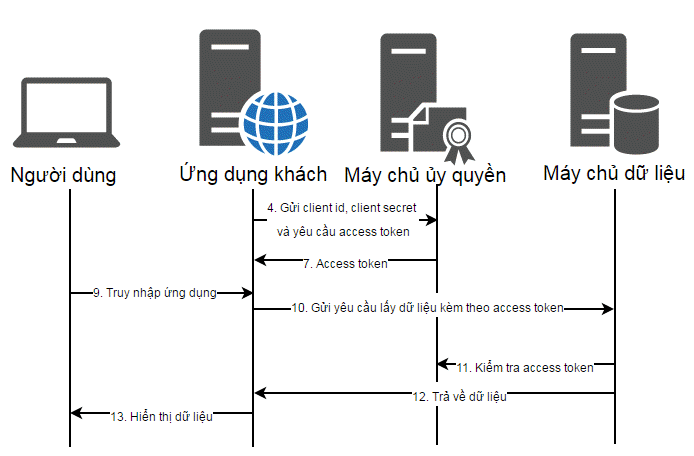 Người dùng
Ứng dụng khách
Máy chủ ủy quyền
Máy chủ dữ liệu
4. Gửi client id, client secret
và yêu cầu access token
7. Access token
9. Truy nhập ứng dụng
10. Gửi yêu cầu lấy dữ liệu kèm theo access token
11. Kiểm tra access token
12. Trả về dữ liệu
13. Hiển thị dữ liệu